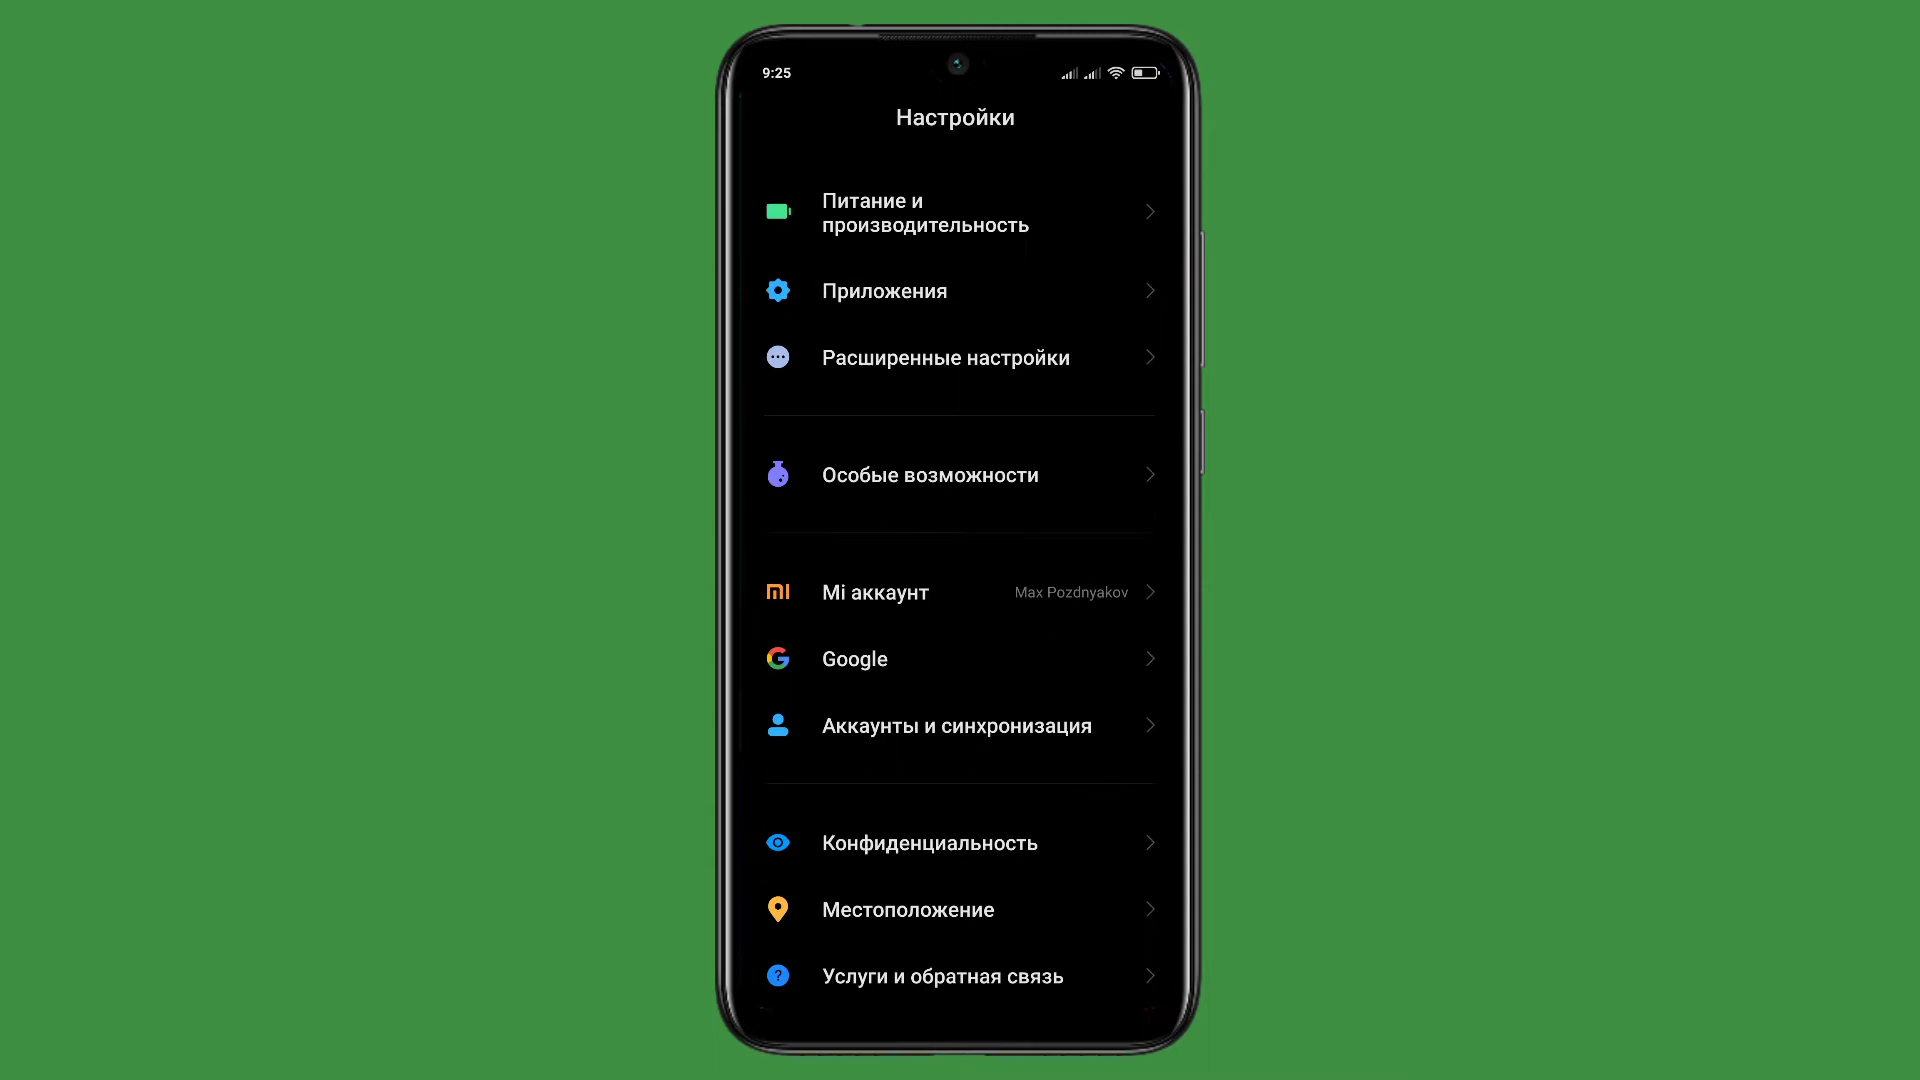 9:25
Настройки
Питание и
производительность
Приложения
Расширенные настройки
Особые возможности
Mi аккаунт Max Pozdnyakov
Google
Аккаунты и синхронизация
Конфиденциальность
Местоположение
Услуги и обратная связь